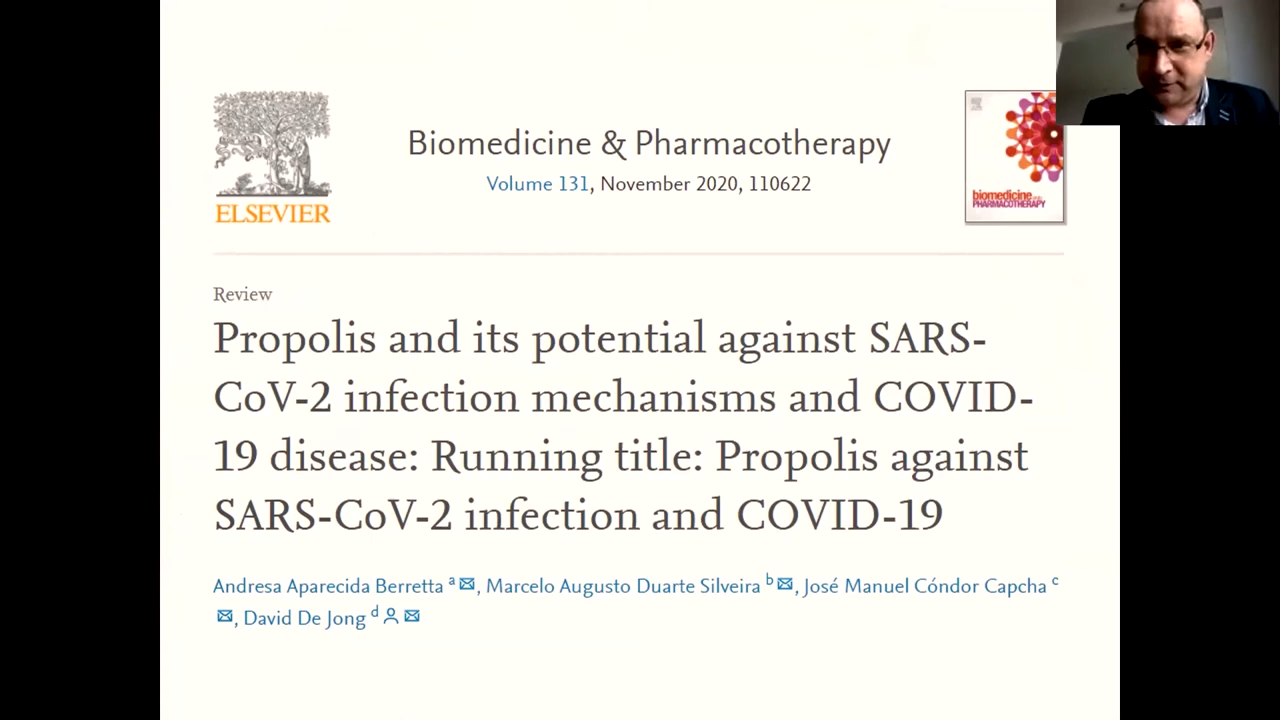 Biomedicine & Pharmacotherapy
Volume 131, November 2020, 110622
ELSEVIER
biomedicine
PHARMACOTHERAPY
Review
Propolis and its potential against SARS-
CoV-2 infection mechanisms and COVID-
19 disease: Running title: Propolis against
SARS-CoV-2 infection and COVID-19
Andresa Aparecida Berretta a, Marcelo Augusto Duarte Silveira b, José Manuel Cóndor Capcha c
, David De Jong d